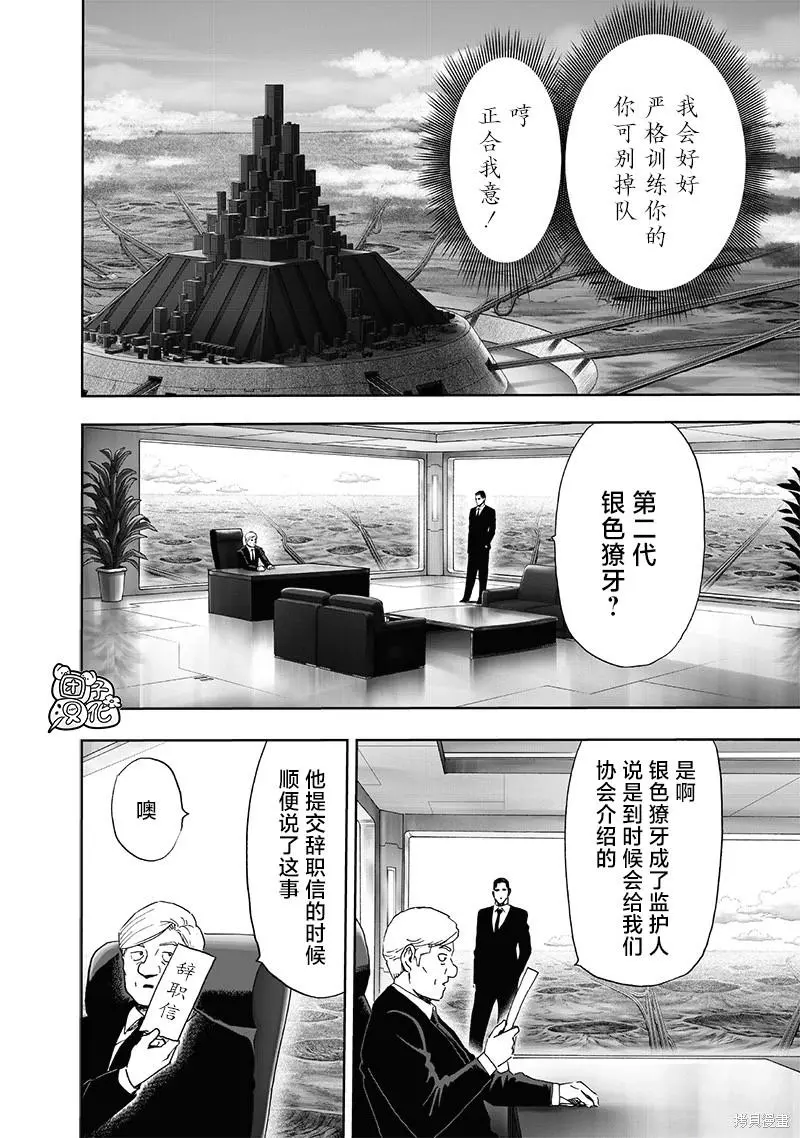 我会好好
严格训练你的
你可别掉队
哼
正合我意！
第二代
银色獠牙？
是啊
银色獠牙成了监护人
说是到时候会给我们
协会介绍的
他提交辞职信的时候
顺便说了这事
噢
辞职信
团子
汉化
拷贝漫畫